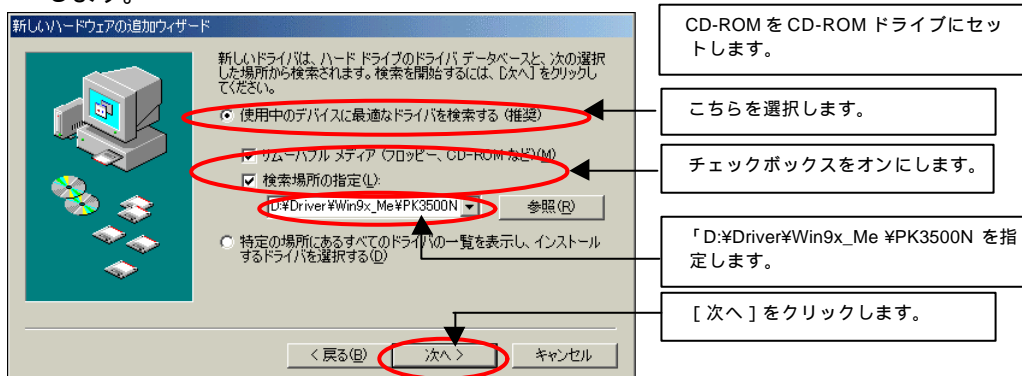 します。
新しいハードウェアの追加ウィザード
新しいドライバは、ハード ドライブのドライバ データベースと、次の選択
した場所から検索されます。検索を開始するには、[次へ] をクリックし
てください。
使用中のデバイスに最適なドライバを検索する (推奨)
リムーバブル メディア (フロッピー、CD-ROM など)(M)
検索場所の指定(L):
D:¥Driver¥Win9x_Me¥PK3500N
参照(R)
特定の場所にあるすべてのドライバの一覧を表示し、インストール
するドライバを選択する(D)
< 戻る(B)
次へ >
キャンセル
CD-ROM を CD-ROM ドライブにセッ
トします。
こちらを選択します。
チェックボックスをオンにします。
「D:¥Driver¥Win9x_Me ¥PK3500N を指
定します。
[ 次へ ] をクリックします。